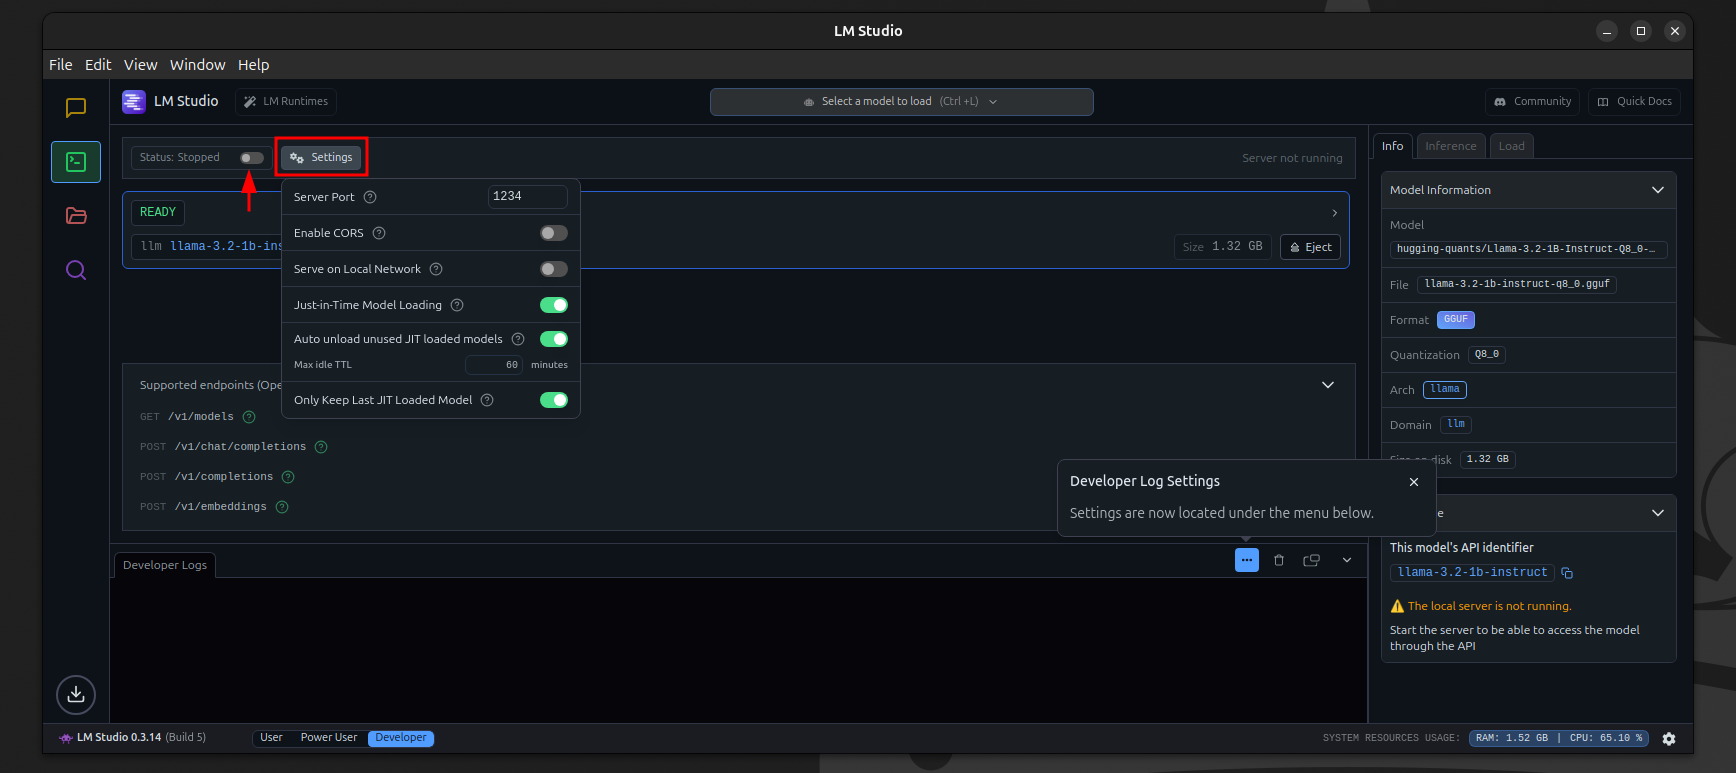 LM Studio
File Edit View Window Help
LM Studio LM Runtimes Select a model to load (Ctrl +L) Community Quick Docs
Status: Stopped Settings Server not running
Server Port 1234
Enable CORS
Serve on Local Network
Just-in-Time Model Loading
Auto unload unused JIT loaded models
Max idle TTL 60 minutes
Only Keep Last JIT Loaded Model
READY
llm llama-3.2-1b-ins Size 1.32 GB Eject
Supported endpoints (Ope
GET /v1/models
POST /v1/chat/completions
POST /v1/completions
POST /v1/embeddings
Developer Log Settings
Settings are now located under the menu below.
Developer Logs
Info Inference Load
Model Information
Model
hugging-quants/Llama-3.2-1B-Instruct-Q8_0-…
File llama-3.2-1b-instruct-q8_0.gguf
Format GGUF
Quantization Q8_0
Arch llama
Domain llm
Size on disk 1.32 GB
e
This model's API identifier
llama-3.2-1b-instruct
The local server is not running.
Start the server to be able to access the model
through the API
LM Studio 0.3.14 (Build 5) User Power User Developer SYSTEM RESOURCES USAGE: RAM: 1.52 GB | CPU: 65.10 %